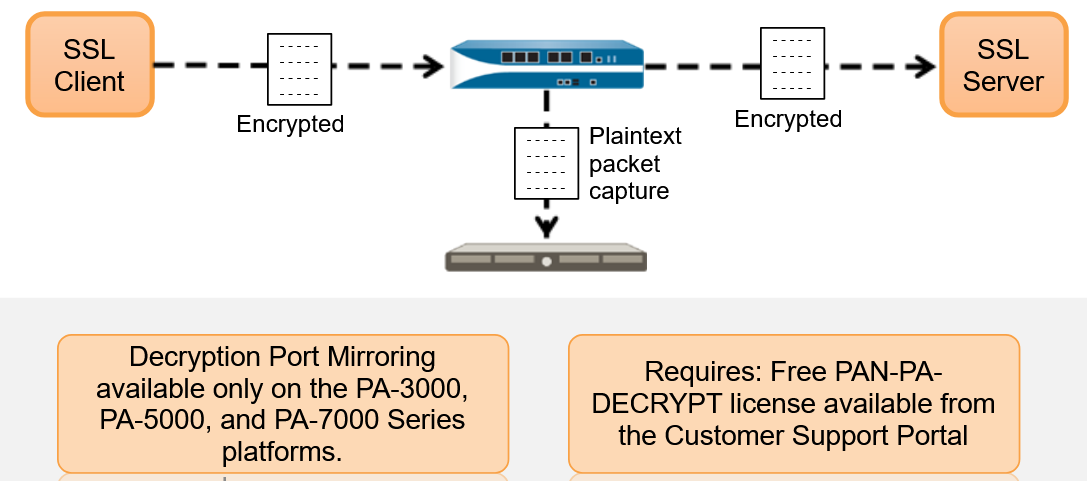 SSL
Client
Encrypted
Plaintext
packet
capture
Encrypted
SSL
Server
Decryption Port Mirroring
available only on the PA-3000,
PA-5000, and PA-7000 Series
platforms.
Requires: Free PAN-PA-
DECRYPT license available from
the Customer Support Portal